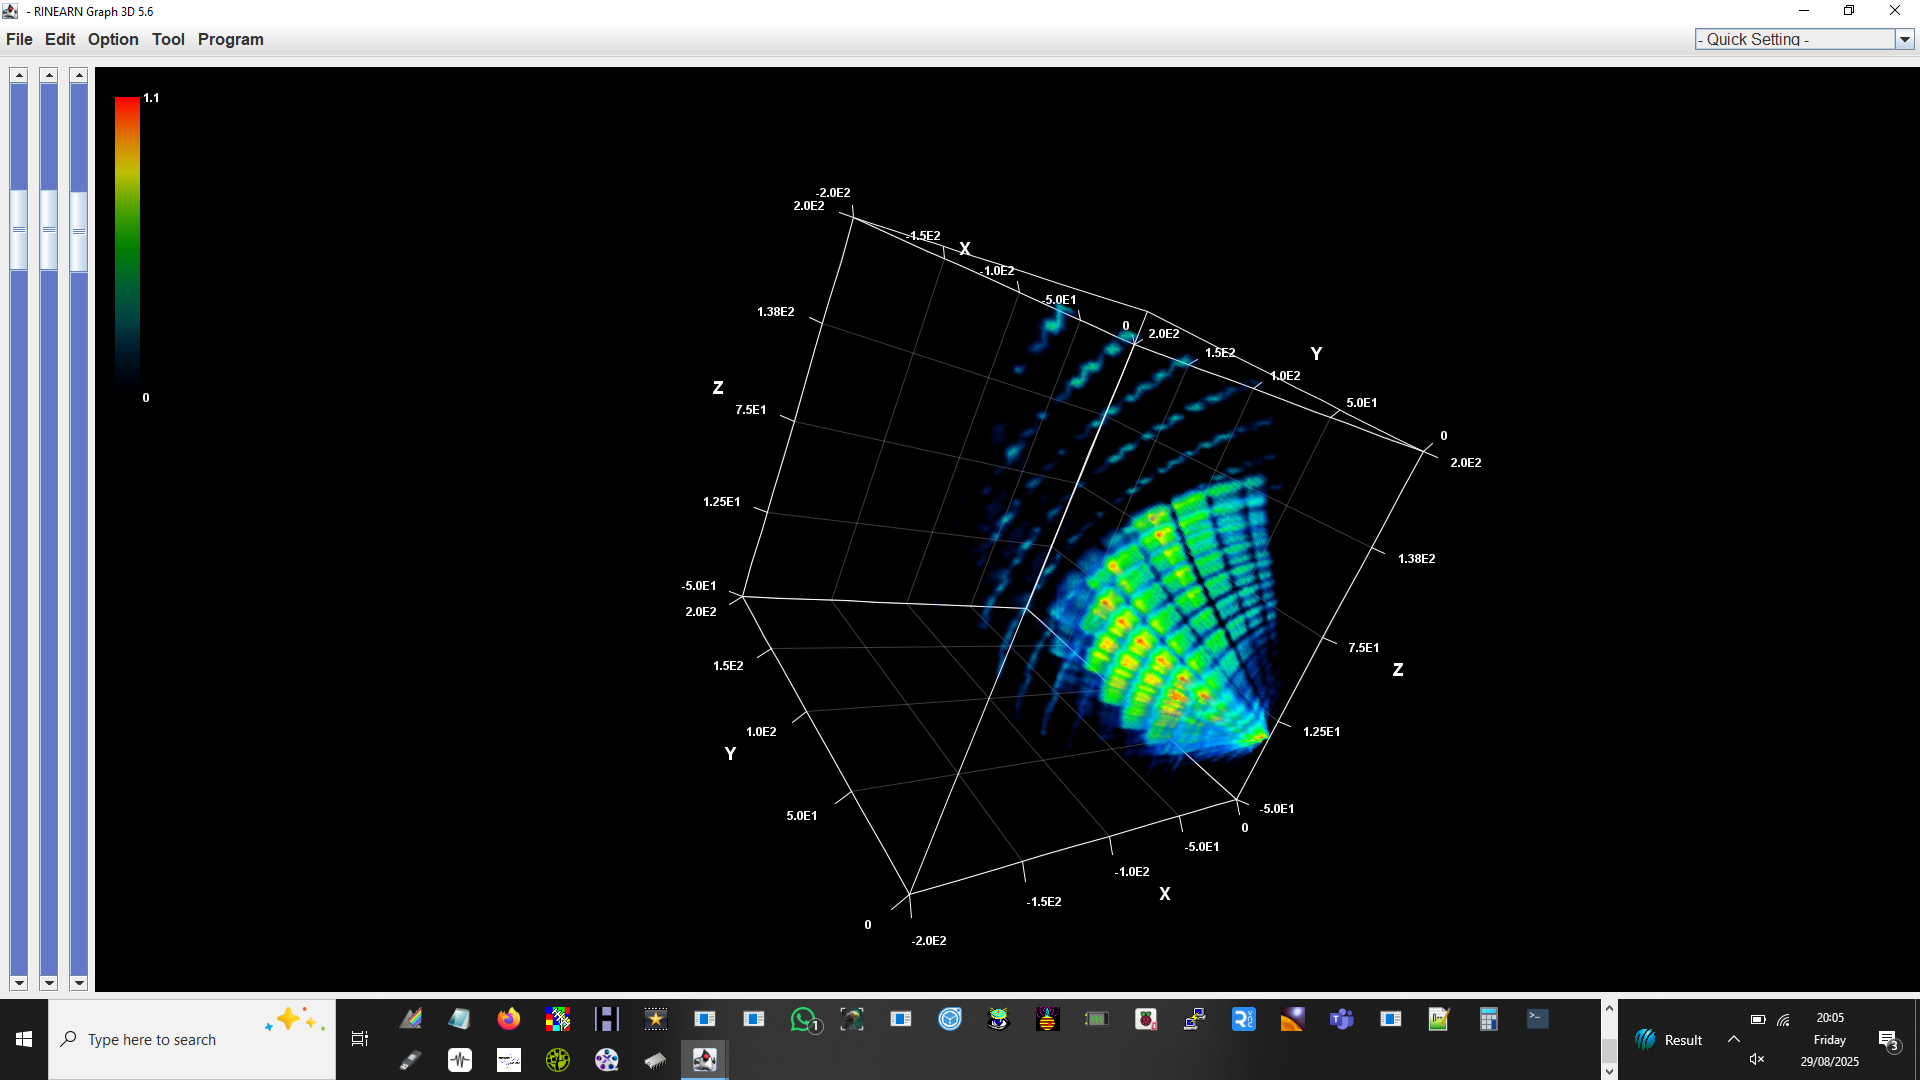 - RINEARN Graph 3D 5.6
File Edit Option Tool Program
- Quick Setting -
1.1
0
-2.0E2
2.0E2
-1.5E2
X
-1.0E2
-5.0E1
0
2.0E2
1.5E2
Y
1.0E2
5.0E1
0
2.0E2
1.38E2
Z
7.5E1
1.25E1
-5.0E1
2.0E2
1.5E2
1.0E2
Y
5.0E1
0
-2.0E2
-1.5E2
X
-1.0E2
-5.0E1
0
-5.0E1
1.25E1
Z
7.5E1
1.38E2
Type here to search
1
Result
20:05
Friday
29/08/2025
3